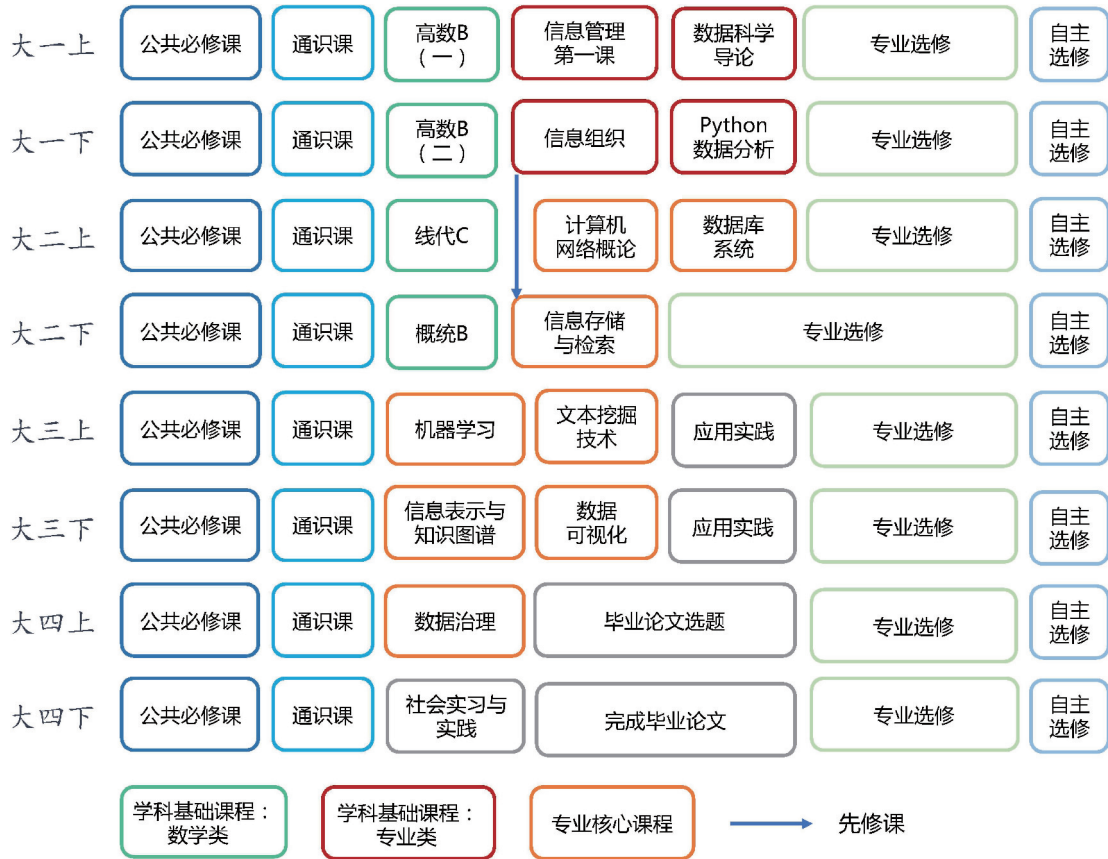 大一上 公共必修课 通识课 高数B（一） 信息管理第一课 数据科学导论 专业选修 自主选修
大一下 公共必修课 通识课 高数B（二） 信息组织 Python数据分析 专业选修 自主选修
大二上 公共必修课 通识课 线代C 计算机网络概论 数据库系统 专业选修 自主选修
大二下 公共必修课 通识课 概统B 信息存储与检索 专业选修 自主选修
大三上 公共必修课 通识课 机器学习 文本挖掘技术 应用实践 专业选修 自主选修
大三下 公共必修课 通识课 信息表示与知识图谱 数据可视化 应用实践 专业选修 自主选修
大四上 公共必修课 通识课 数据治理 毕业论文选题 专业选修 自主选修
大四下 公共必修课 通识课 社会实习与实践 完成毕业论文 专业选修 自主选修
学科基础课程：数学类 学科基础课程：专业类 专业核心课程 先修课